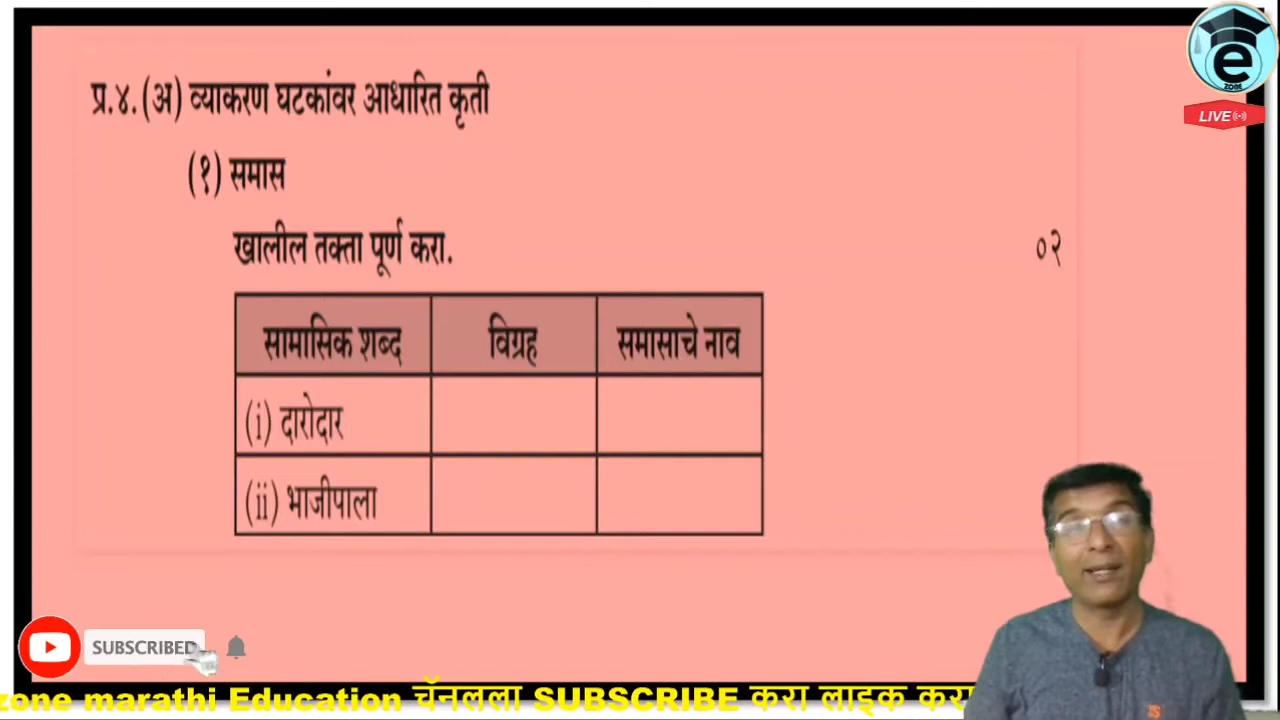 प्र.४.(अ) व्याकरण घटकांवर आधारित कृती
(१) समास
खालील तक्ता पूर्ण करा. ०२
सामासिक शब्द विग्रह समासाचे नाव
(i) दारोदार
(ii) भाजीपाला
e
ZONE
LIVE
SUBSCRIBED
zone marathi Education चॅनलला SUBSCRIBE करा लाइक करा